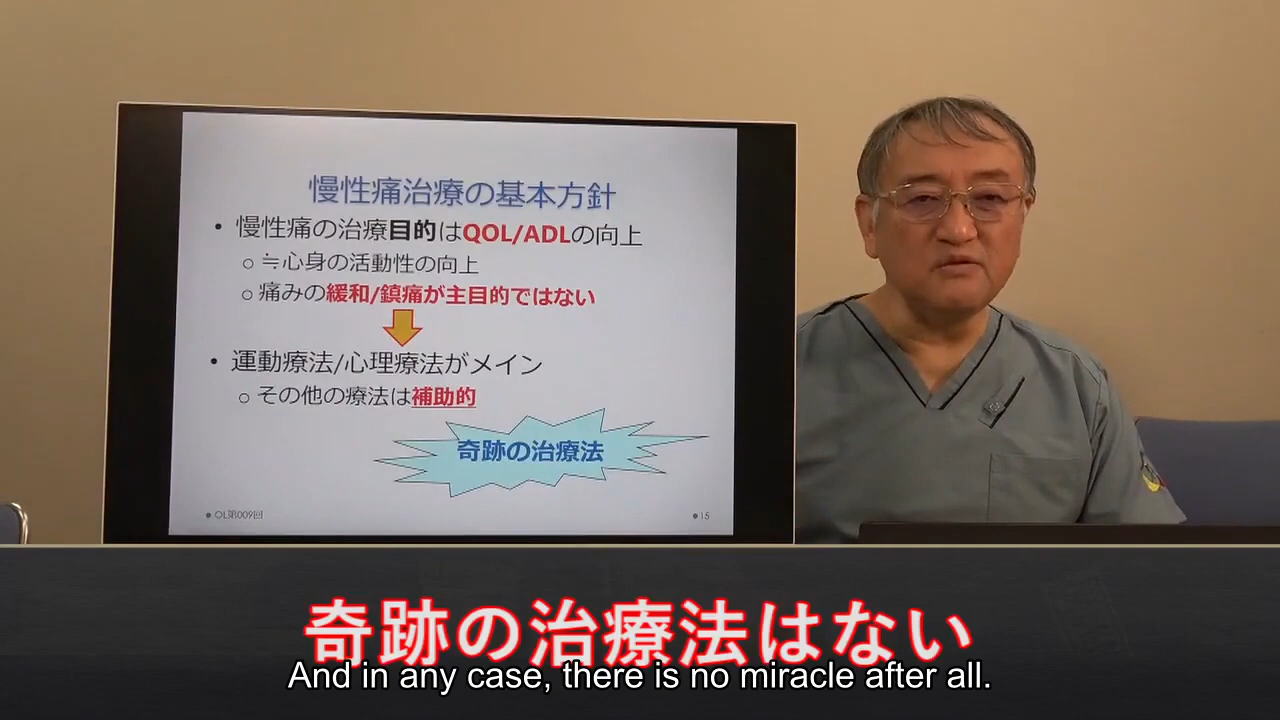 慢性痛治療の基本方針
• 慢性痛の治療目的はQOL/ADLの向上
○ ≒心身の活動性の向上
○ 痛みの緩和/鎮痛が主目的ではない
• 運動療法/心理療法がメイン
○ その他の療法は補助的
奇跡の治療法
● OL第009回
● 15
奇跡の治療法はない
And in any case, there is no miracle after all.